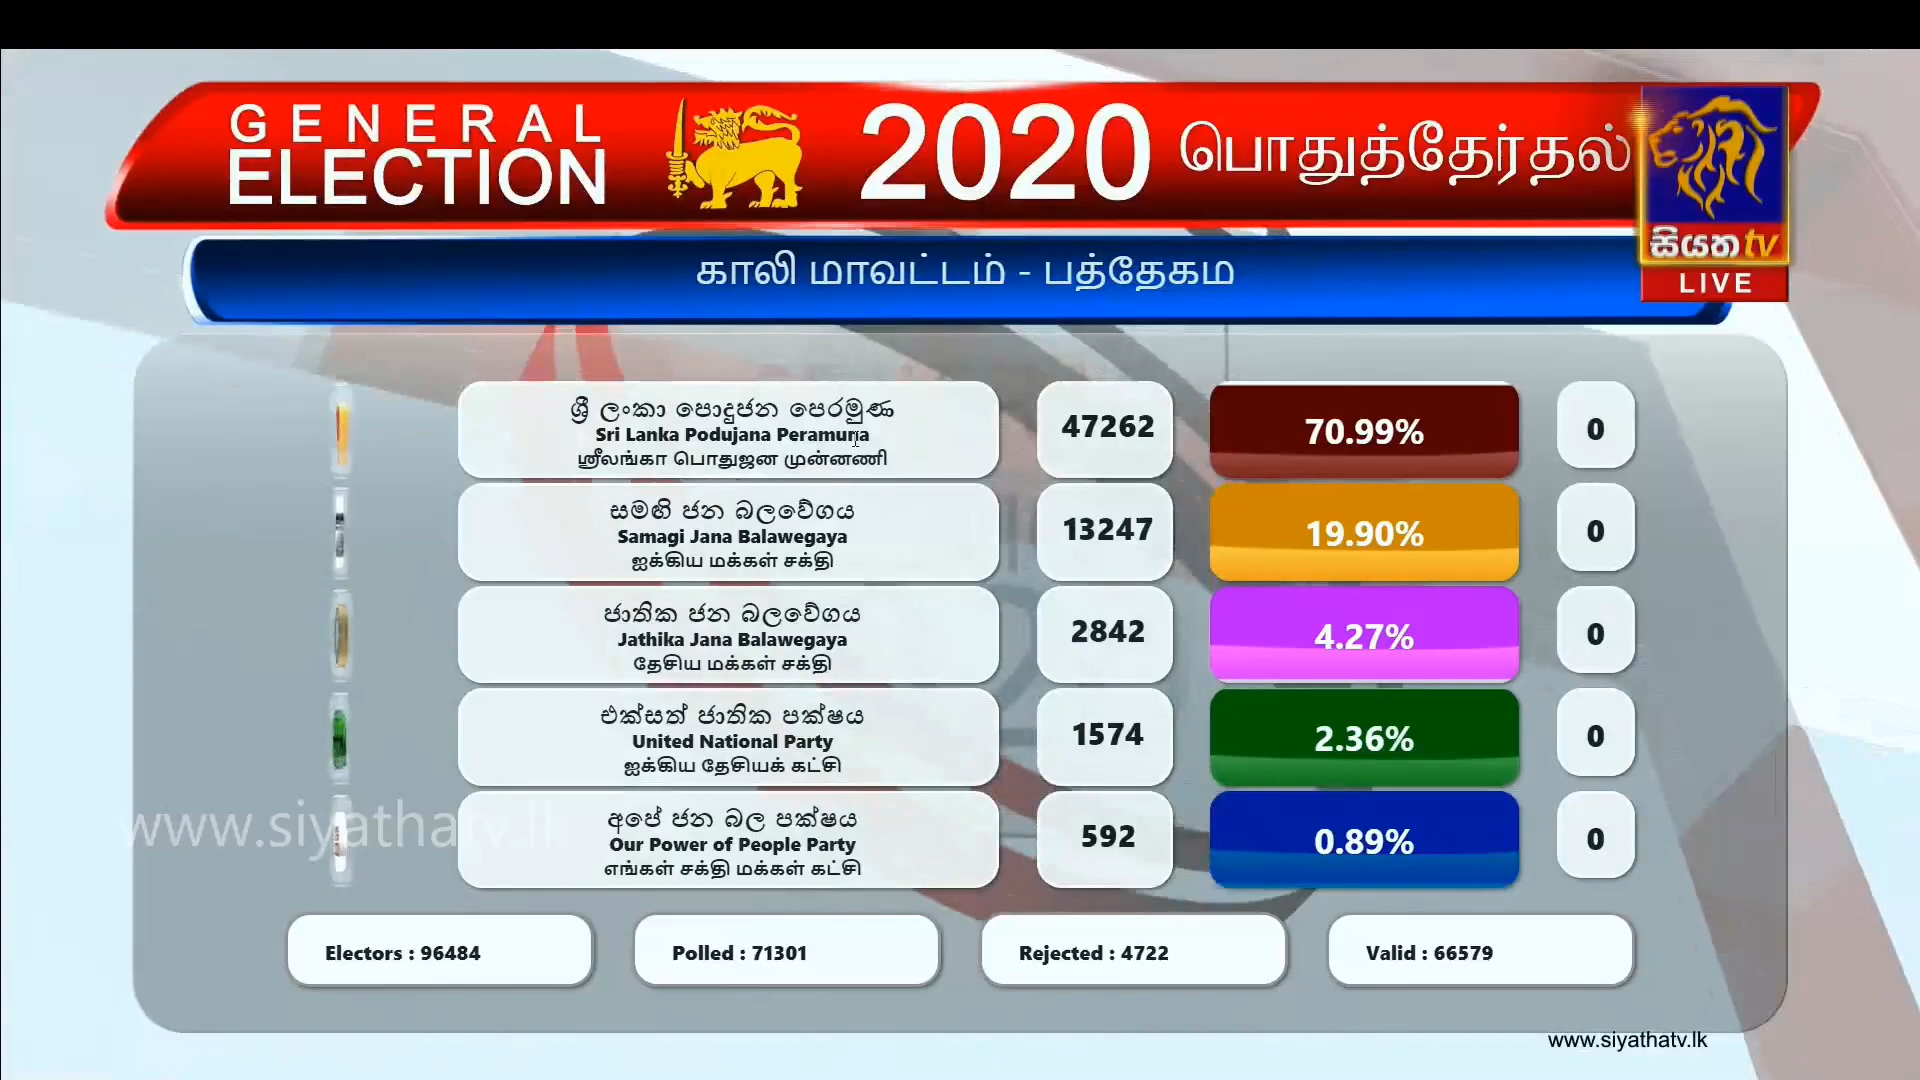 GENERAL
ELECTION
2020
பொதுத்தேர்தல்
සියත tv
LIVE
காலி மாவட்டம் - பத்தேகம
ශ්‍රී ලංකා පොදුජන පෙරමුණ
Sri Lanka Podujana Peramuna
ஸ்ரீலங்கா பொதுஜன முன்னணி
47262
70.99%
0
සමඟි ජන බලවේගය
Samagi Jana Balawegaya
ஐக்கிய மக்கள் சக்தி
13247
19.90%
0
ජාතික ජන බලවේගය
Jathika Jana Balawegaya
தேசிய மக்கள் சக்தி
2842
4.27%
0
එක්සත් ජාතික පක්ෂය
United National Party
ஐக்கிய தேசியக் கட்சி
1574
2.36%
0
අපේ ජන බල පක්ෂය
Our Power of People Party
எங்கள் சக்தி மக்கள் கட்சி
592
0.89%
0
www.siyathatv.lk
Electors : 96484
Polled : 71301
Rejected : 4722
Valid : 66579
www.siyathatv.lk